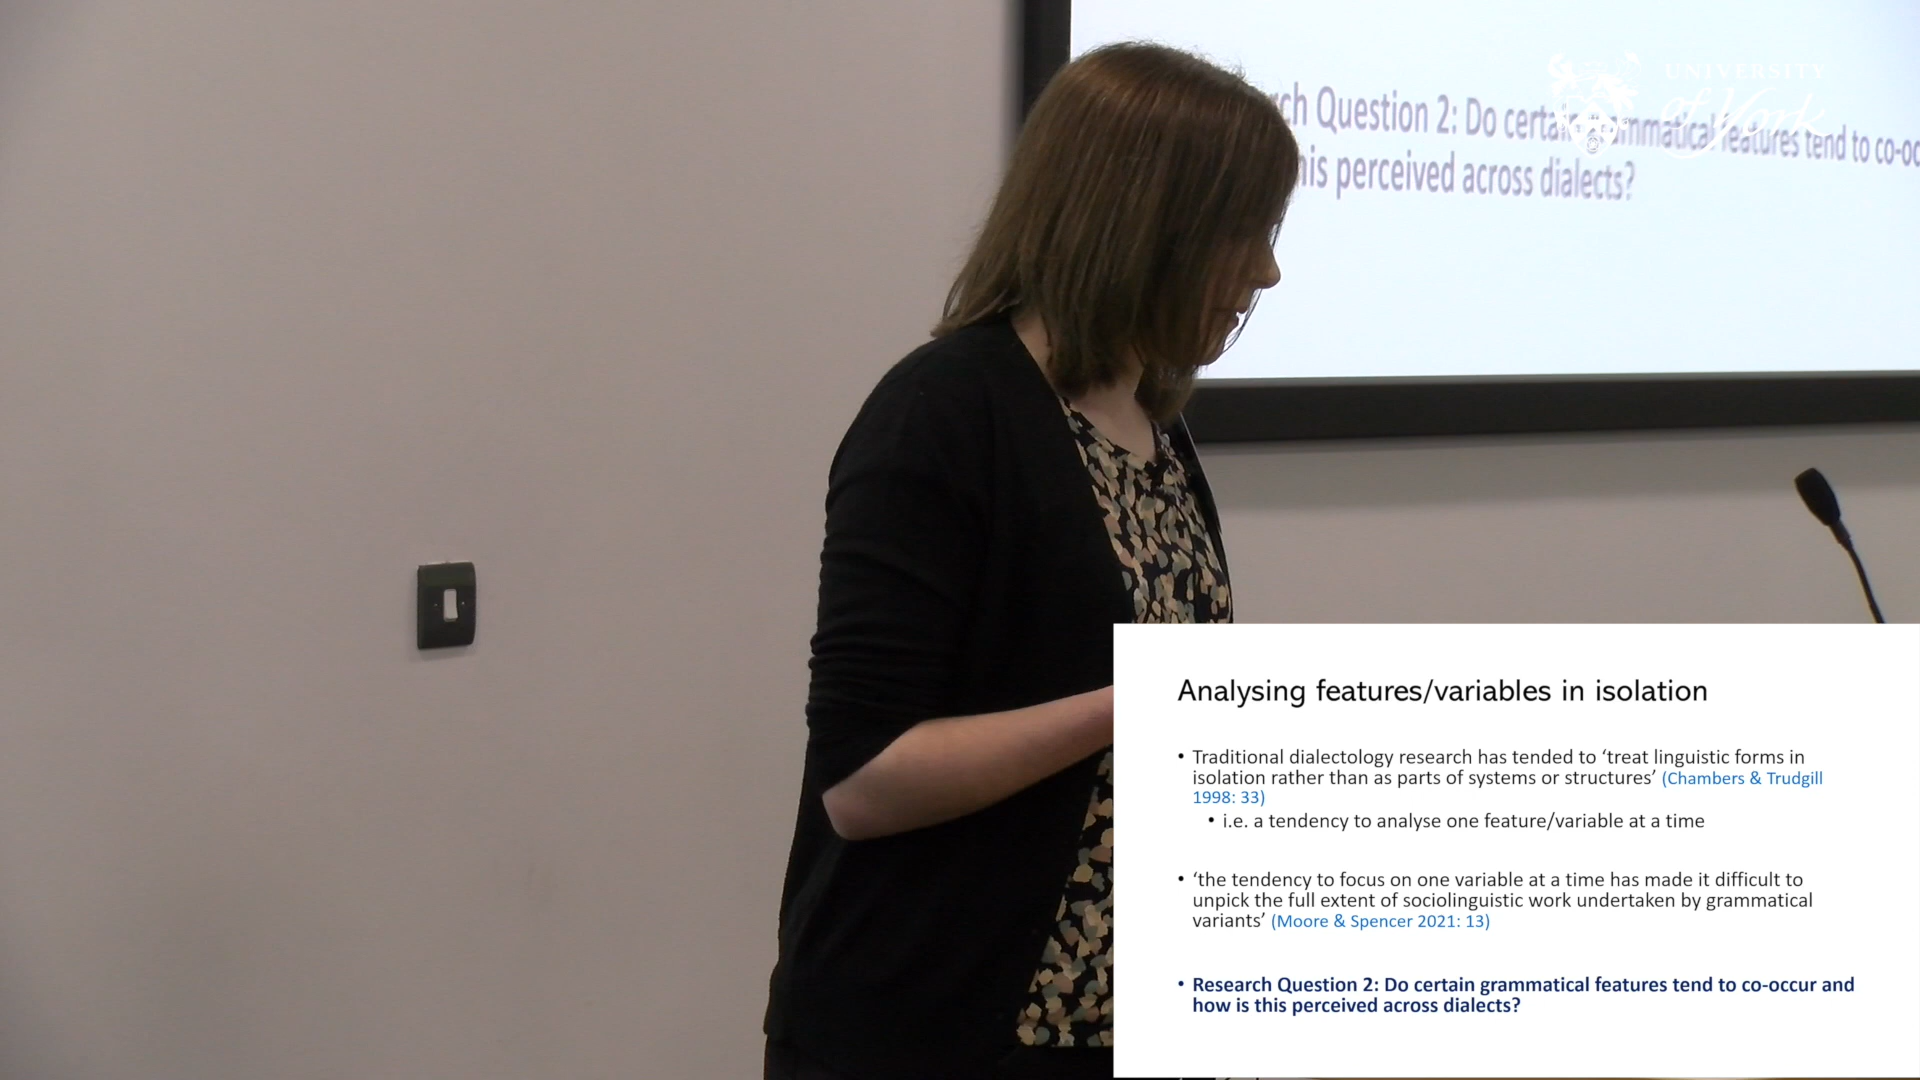 ch Question 2: Do certain grammatical features tend to co-oc
his perceived across dialects?
UNIVERSITY
of York
Analysing features/variables in isolation
• Traditional dialectology research has tended to ‘treat linguistic forms in
isolation rather than as parts of systems or structures’ (Chambers & Trudgill
1998: 33)
• i.e. a tendency to analyse one feature/variable at a time
• ‘the tendency to focus on one variable at a time has made it difficult to
unpick the full extent of sociolinguistic work undertaken by grammatical
variants’ (Moore & Spencer 2021: 13)
• Research Question 2: Do certain grammatical features tend to co-occur and
how is this perceived across dialects?